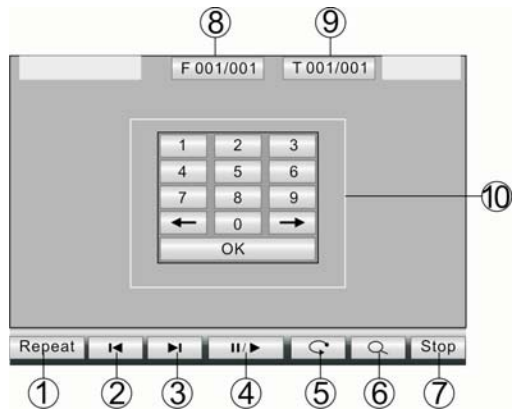 ⑧ ⑨
F 001/001 T 001/001
1 2 3
4 5 6
7 8 9
← 0 →
⑩
OK
Repeat II/ Stop
① ② ③ ④ ⑤ ⑥ ⑦